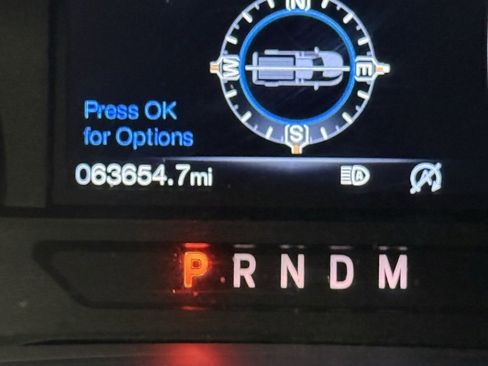 N
W E
S
Press OK
for Options
063654.7mi
A A
P R N D M